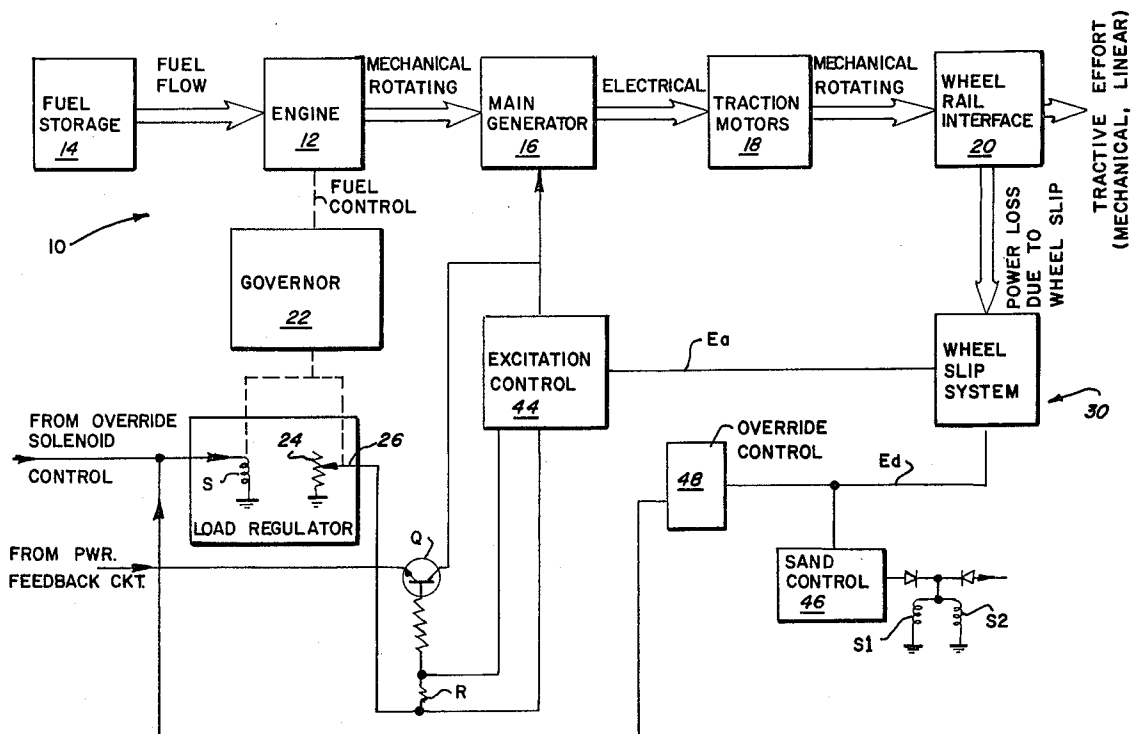 FUEL
STORAGE
14
FUEL
FLOW
ENGINE
12
MECHANICAL
ROTATING
MAIN
GENERATOR
16
ELECTRICAL
TRACTION
MOTORS
18
MECHANICAL
ROTATING
WHEEL
RAIL
INTERFACE
20
TRACTIVE EFFORT
(MECHANICAL, LINEAR)
10
FUEL
CONTROL
GOVERNOR
22
POWER LOSS
DUE TO
WHEEL SLIP
EXCITATION
CONTROL
44
Ea
WHEEL
SLIP
SYSTEM
30
FROM OVERRIDE
SOLENOID
CONTROL
24
26
S
LOAD REGULATOR
OVERRIDE
CONTROL
48
Ed
FROM PWR.
FEEDBACK CKT.
Q
SAND
CONTROL
46
S1
S2
R